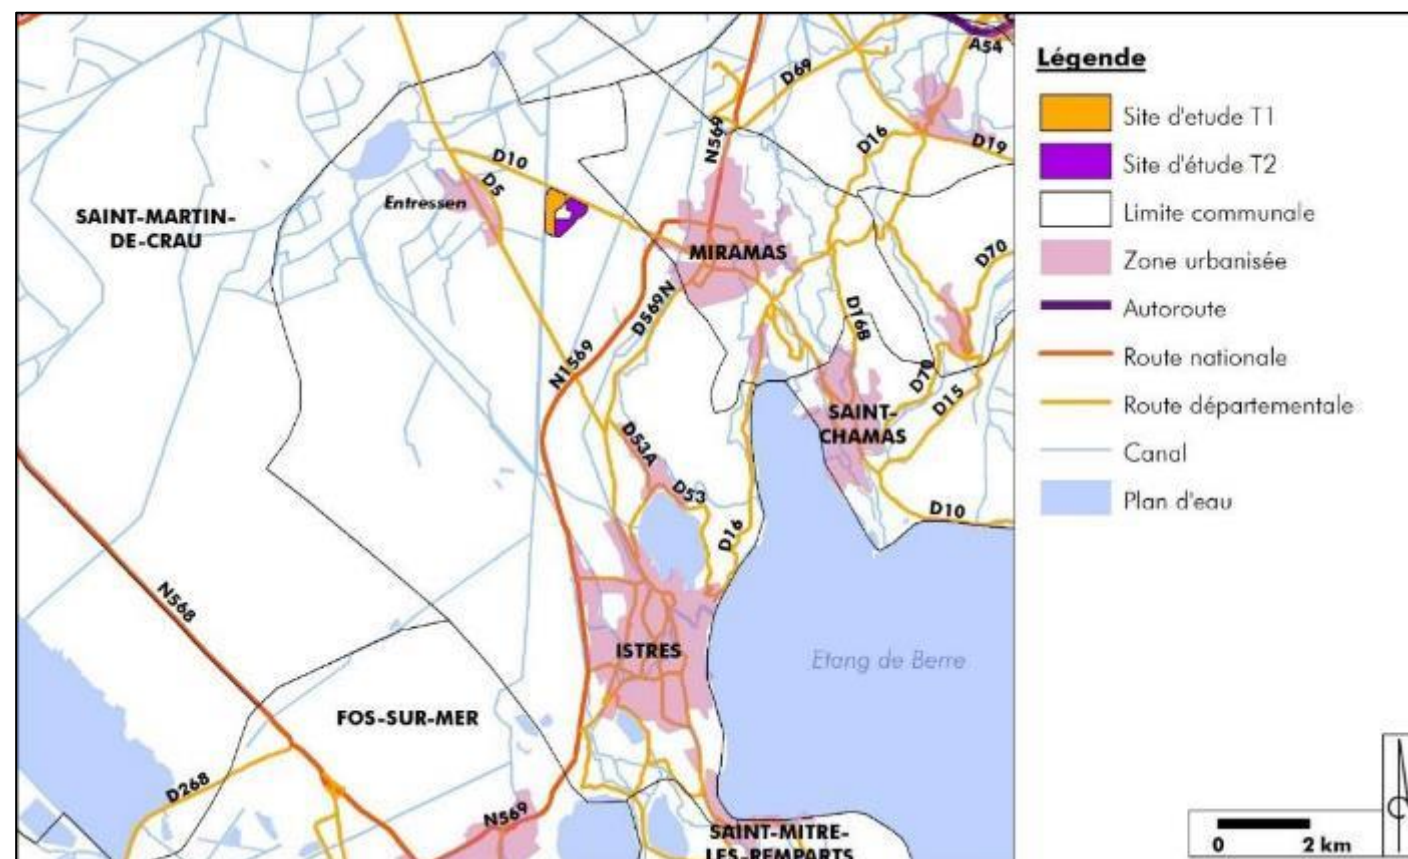 A54
D69
N569
D16
D19
D10
D5
Entressen
SAINT-MARTIN-
DE-CRAU
MIRAMAS
D70
D569N
D16B
N1569
D70
D15
SAINT-
CHAMAS
D53A
D53
D10
D16
N568
ISTRES
Etang de Berre
FOS-SUR-MER
D268
N569
SAINT-MITRE-
LES-REMPARTS
Légende
Site d'etude T1
Site d'étude T2
Limite communale
Zone urbanisée
Autoroute
Route nationale
Route départementale
Canal
Plan d'eau
0 2 km